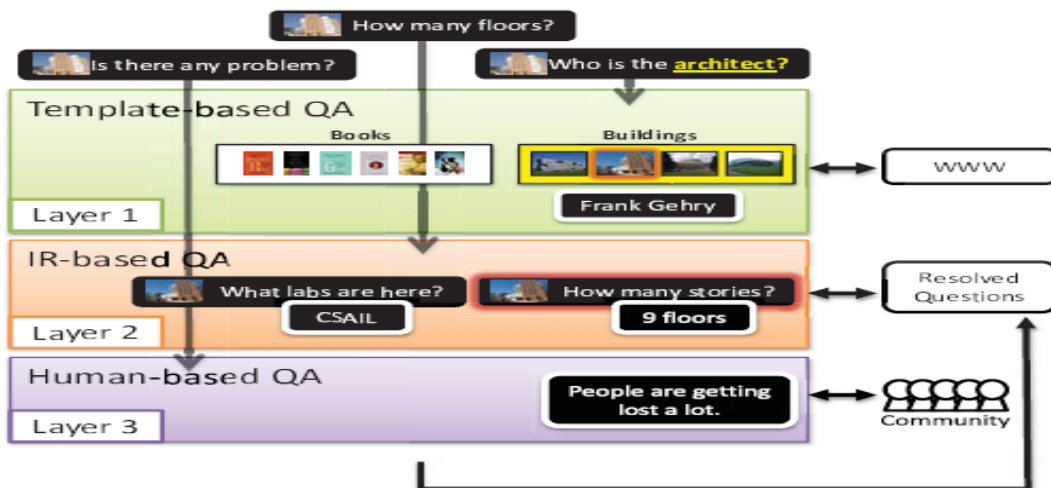 How many floors?
Is there any problem?
Who is the architect?
Template-based QA
Books
Buildings
WWW
Frank Gehry
Layer 1
IR-based QA
What labs are here?
How many stories?
Resolved
Questions
CSAIL
9 floors
Layer 2
Human-based QA
People are getting
lost a lot.
Community
Layer 3